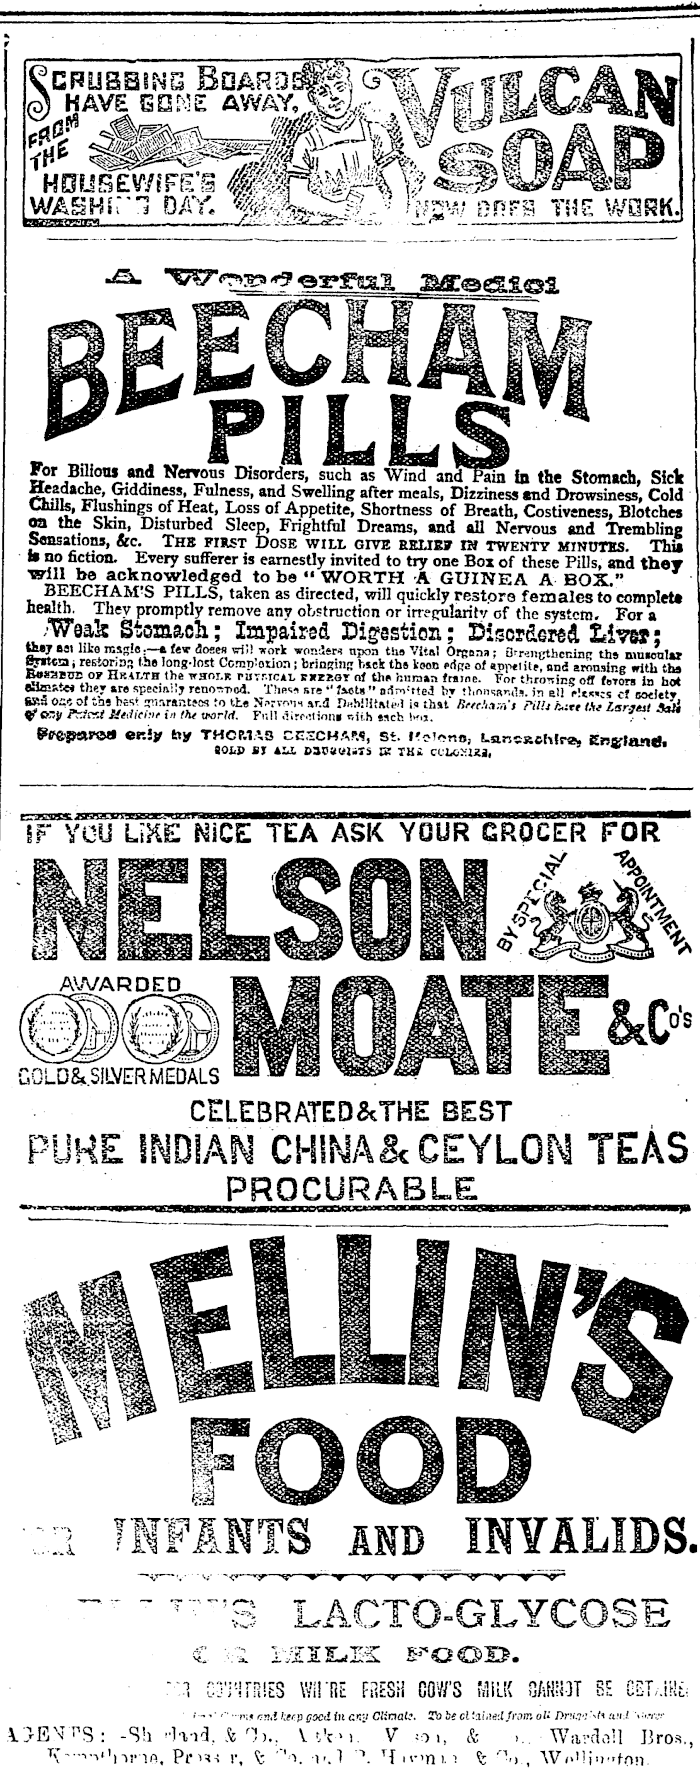 SCRUBBING BOARDS
HAVE GONE AWAY,
FROM
THE
HOUSEWIFE'S
WASHING DAY.
VULCAN
SOAP
NOW DOES THE WORK.
A Wonderful Medici
BEECHAM
PILLS
For Bilious and Nervous Disorders, such as Wind and Pain in the Stomach, Sick
Headache, Giddiness, Fulness, and Swelling after meals, Dizziness and Drowsiness, Cold
Chills, Flushings of Heat, Loss of Appetite, Shortness of Breath, Costiveness, Blotches
on the Skin, Disturbed Sleep, Frightful Dreams, and all Nervous and Trembling
Sensations, &c. THE FIRST DOSE WILL GIVE RELIEF IN TWENTY MINUTES. This
is no fiction. Every sufferer is earnestly invited to try one Box of these Pills, and they
will be acknowledged to be "WORTH A GUINEA A BOX."
BEECHAM'S PILLS, taken as directed, will quickly restore females to complete
health. They promptly remove any obstruction or irregularity of the system. For a
Weak Stomach; Impaired Digestion; Disordered Liver;
they act like magic:—a few doses will work wonders upon the Vital Organs; Strengthening the muscular
System; restoring the long-lost Complexion; bringing back the keen edge of appetite, and arousing with the
ROSEBUD OF HEALTH the WHOLE PHYSICAL ENERGY of the human frame. For throwing off fevers in hot
climates they are specially renowned. These are "facts" admitted by thousands, in all classes of society,
and one of the best guarantees to the Nervous and Debilitated is that Beecham's Pills have the Largest Sale
of any Patent Medicine in the world. Full directions with each box.
Prepared only by THOMAS BEECHAM, St. Helens, Lancashire, England.
SOLD BY ALL DRUGGISTS IN THE COLONIES.
IF YOU LIKE NICE TEA ASK YOUR GROCER FOR
NELSON
BY SPECIAL APPOINTMENT
AWARDED
GOLD & SILVER MEDALS
MOATE & Co's
CELEBRATED & THE BEST
PURE INDIAN CHINA & CEYLON TEAS
PROCURABLE
MELLIN'S
FOOD
INFANTS AND INVALIDS.
LACTO-GLYCOSE
MILK FOOD.
COUNTRIES WHERE FRESH COW'S MILK CANNOT BE
and keep good in any Climate. To be obtained from all Druggists and
AGENTS: & Co., & Wardell Bros.,
Kempthorne, Prosser, & Co. & Co., Wellington.